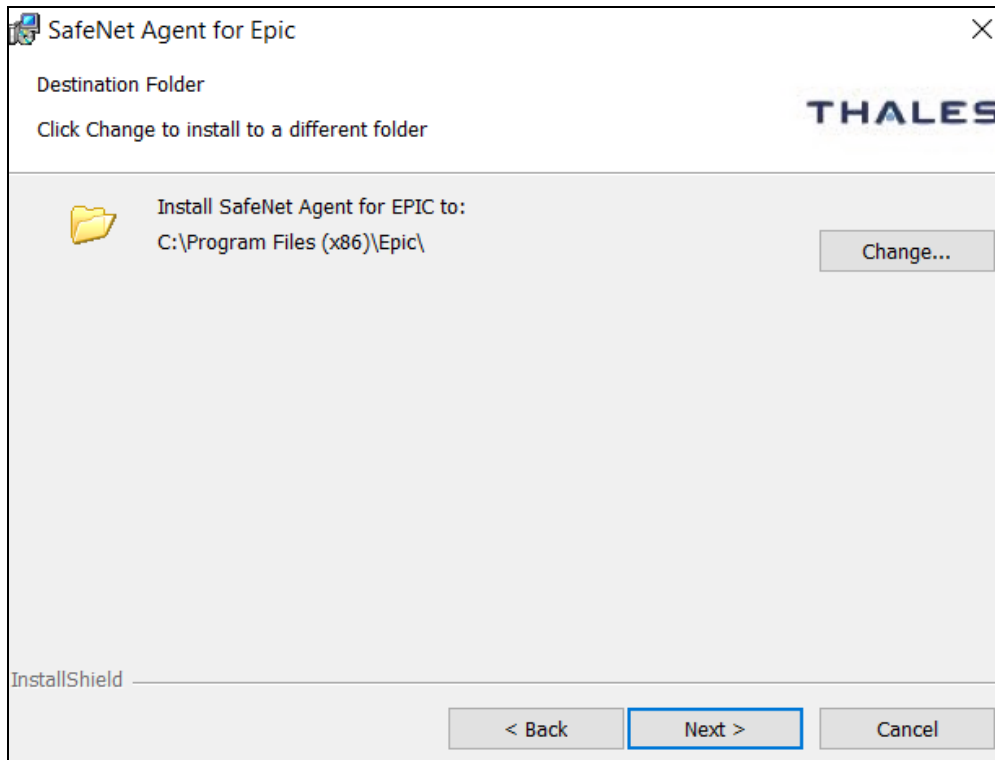 SafeNet Agent for Epic
Destination Folder
Click Change to install to a different folder
THALES
Install SafeNet Agent for EPIC to:
C:\Program Files (x86)\Epic\
Change...
InstallShield
< Back
Next >
Cancel